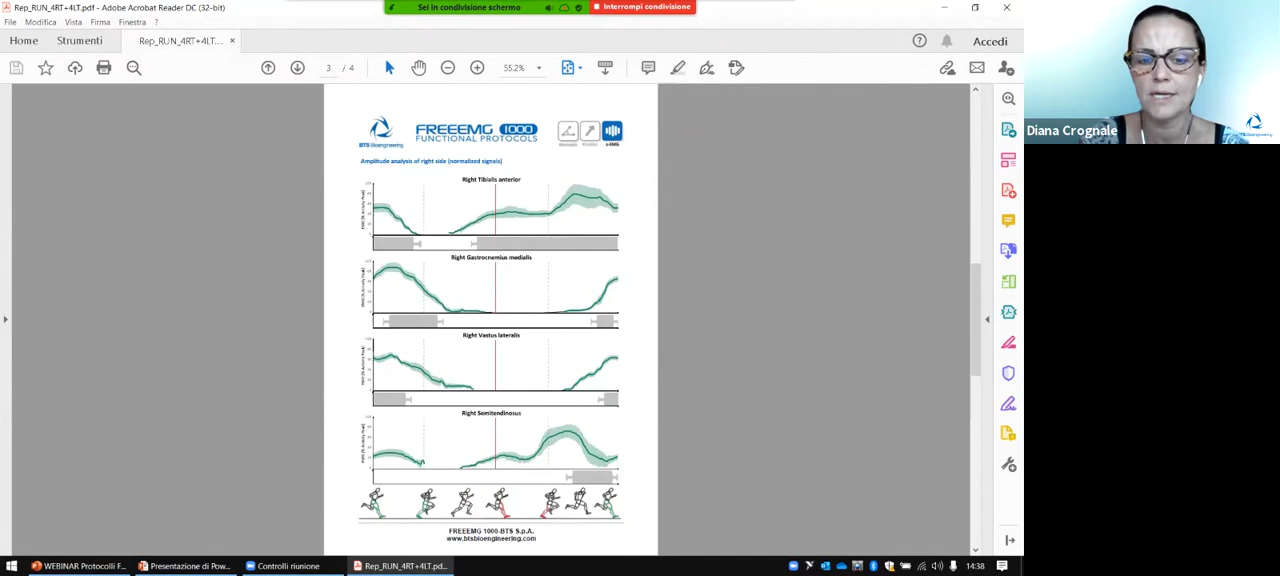 Rep_RUN_4RT+4LT.pdf - Adobe Acrobat Reader DC (32-bit)
Sei in condivisione schermo
Interrompi condivisione
File Modifica Vista Firma Finestra ?
Home Strumenti Rep_RUN_4RT+4LT.... × Accedi
3 / 4 55.2%
Diana Crognale
BTS Bioengineering
FREEEMG 1000
FUNCTIONAL PROTOCOLS
s-EMG
Amplitude analysis of right side (normalized signals)
Right Tibialis anterior
Right Gastrocnemius medialis
Right Vastus lateralis
Right Semitendinosus
FREEEMG 1000-BTS S.p.A.
www.btsbioengineering.com
WEBINAR Protocolli F... Presentazione di Pow... Controlli riunione Rep_RUN_4RT+4LT.pd... 14:38